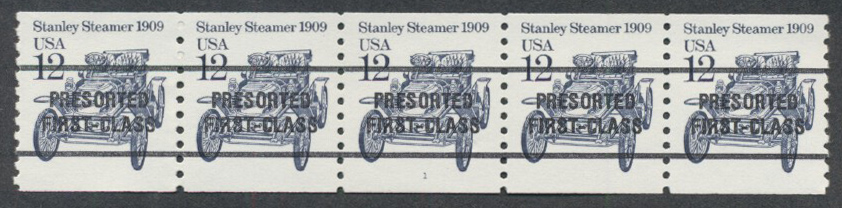 Stanley Steamer 1909 Stanley Steamer 1909 Stanley Steamer 1909 Stanley Steamer 1909 Stanley Steamer 1909
USA USA USA USA USA
12 12 12 12 12
PRESORTED PRESORTED PRESORTED PRESORTED PRESORTED
FIRST-CLASS FIRST-CLASS FIRST-CLASS FIRST-CLASS FIRST-CLASS
1